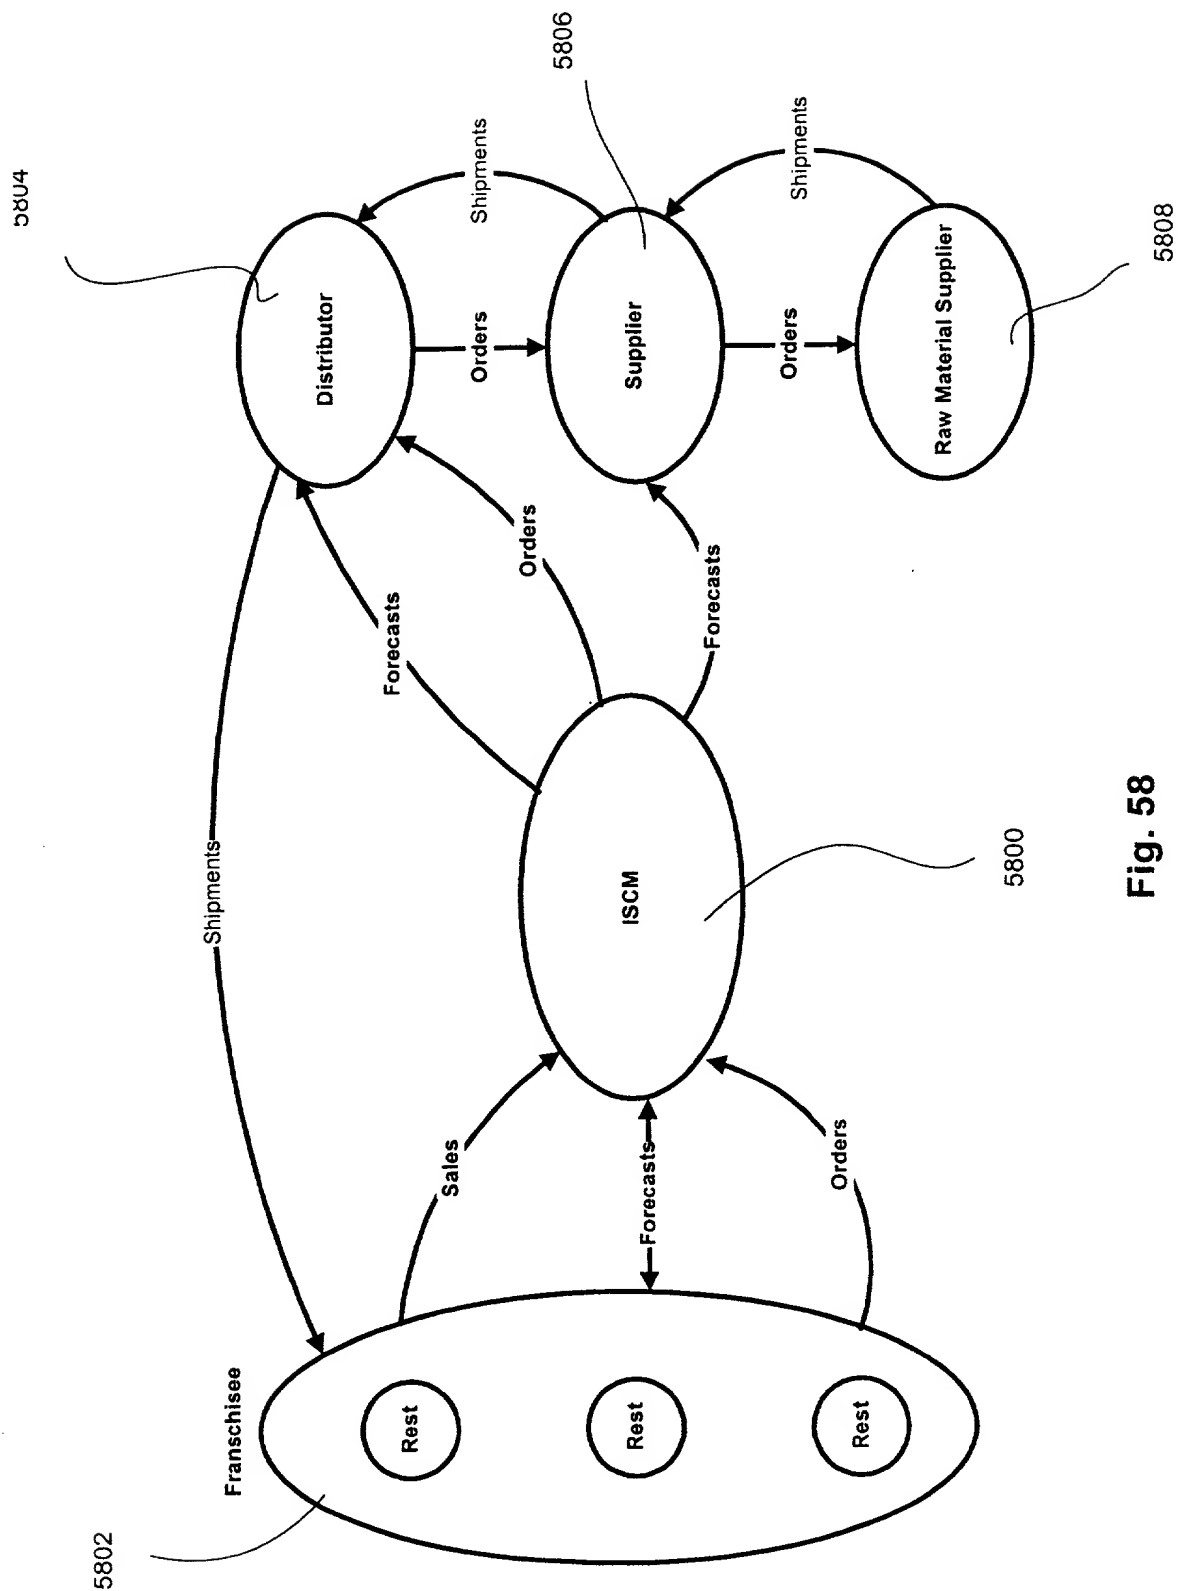 5802
Franschisee
Rest
Rest
Rest
Shipments
Sales
Forecasts
Orders
ISCM
5800
Forecasts
Orders
Forecasts
5804
Distributor
Orders
Shipments
5806
Supplier
Orders
Shipments
Raw Material Supplier
5808
Fig. 58